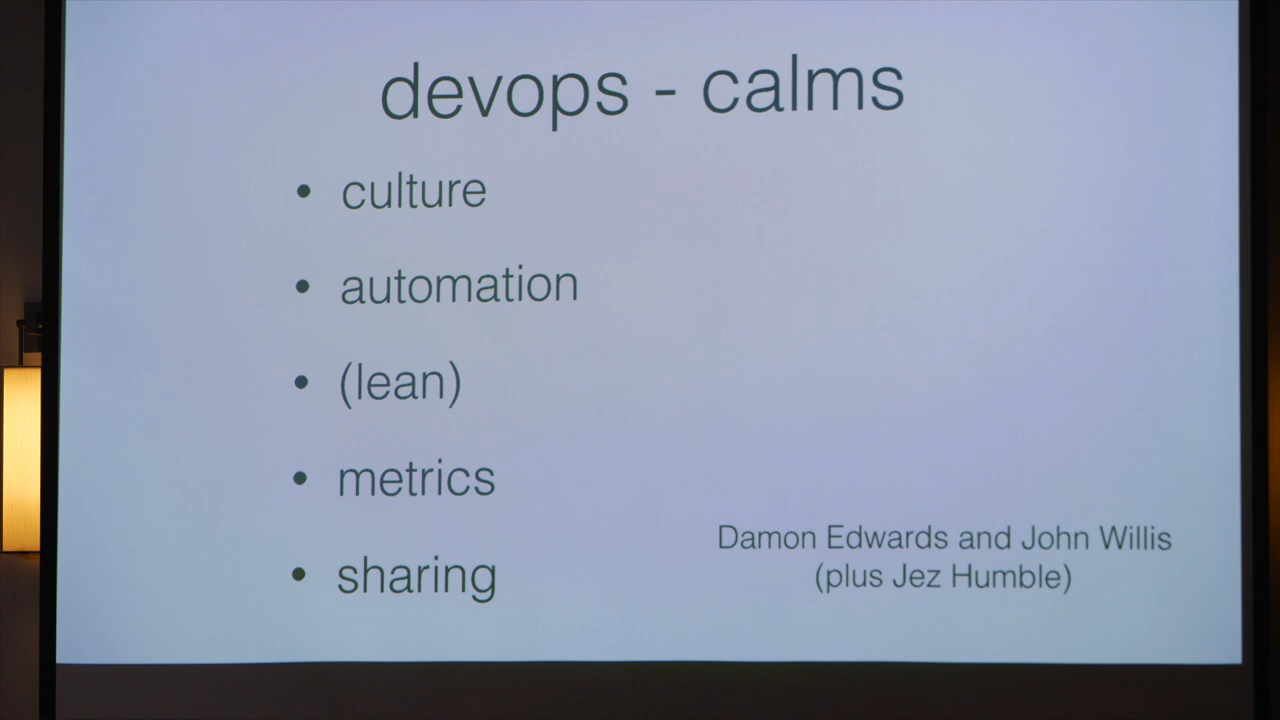 devops - calms
• culture
• automation
• (lean)
• metrics
• sharing
Damon Edwards and John Willis
(plus Jez Humble)